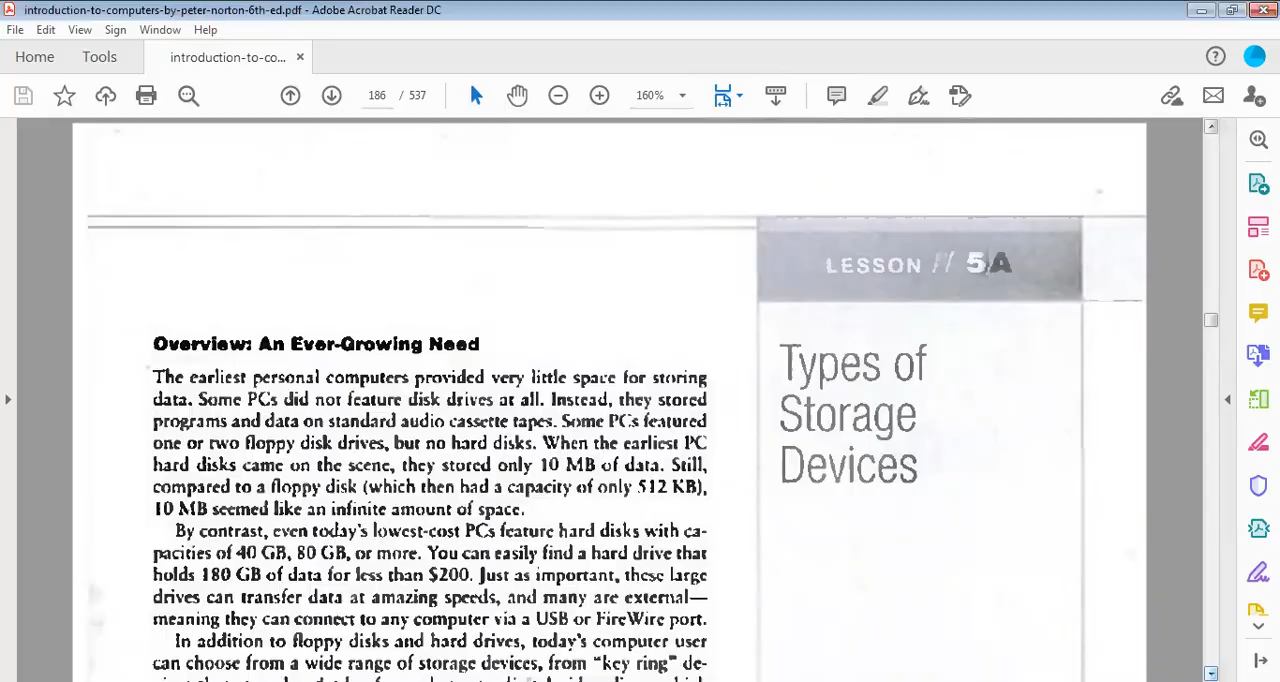 introduction-to-computers-by-peter-norton-6th-ed.pdf - Adobe Acrobat Reader DC
File Edit View Sign Window Help
Home Tools introduction-to-co... ×
186 / 537 160%
LESSON // 5A
Types of
Storage
Devices
Overview: An Ever-Growing Need
The earliest personal computers provided very little space for storing
data. Some PCs did not feature disk drives at all. Instead, they stored
programs and data on standard audio cassette tapes. Some PCs featured
one or two floppy disk drives, but no hard disks. When the earliest PC
hard disks came on the scene, they stored only 10 MB of data. Still,
compared to a floppy disk (which then had a capacity of only 512 KB),
10 MB seemed like an infinite amount of space.
By contrast, even today's lowest-cost PCs feature hard disks with ca-
pacities of 40 GB, 80 GB, or more. You can easily find a hard drive that
holds 180 GB of data for less than $200. Just as important, these large
drives can transfer data at amazing speeds, and many are external—
meaning they can connect to any computer via a USB or FireWire port.
In addition to floppy disks and hard drives, today's computer user
can choose from a wide range of storage devices, from "key ring" de-